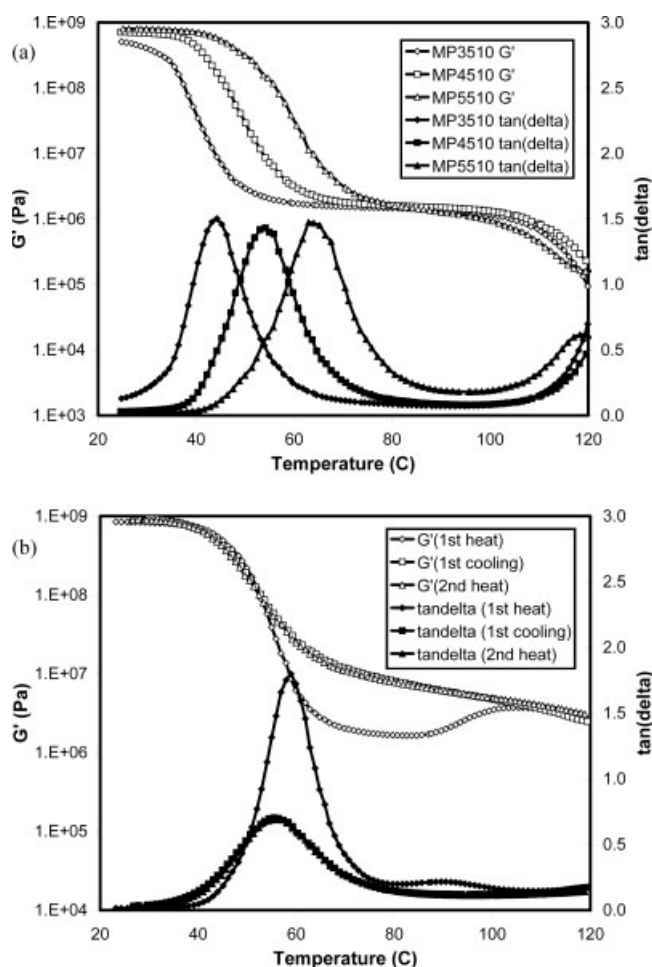 (a)
1.E+09
1.E+08
1.E+07
1.E+06
1.E+05
1.E+04
1.E+03
G' (Pa)
3.0
2.5
2.0
1.5
1.0
0.5
0.0
tan(delta)
MP3510 G'
MP4510 G'
MP5510 G'
MP3510 tan(delta)
MP4510 tan(delta)
MP5510 tan(delta)
20 40 60 80 100 120
Temperature (C)
(b)
1.E+09
1.E+08
1.E+07
1.E+06
1.E+05
1.E+04
G' (Pa)
3.0
2.5
2.0
1.5
1.0
0.5
0.0
tan(delta)
G'(1st heat)
G'(1st cooling)
G'(2nd heat)
tandelta (1st heat)
tandelta (1st cooling)
tandelta (2nd heat)
20 40 60 80 100 120
Temperature (C)